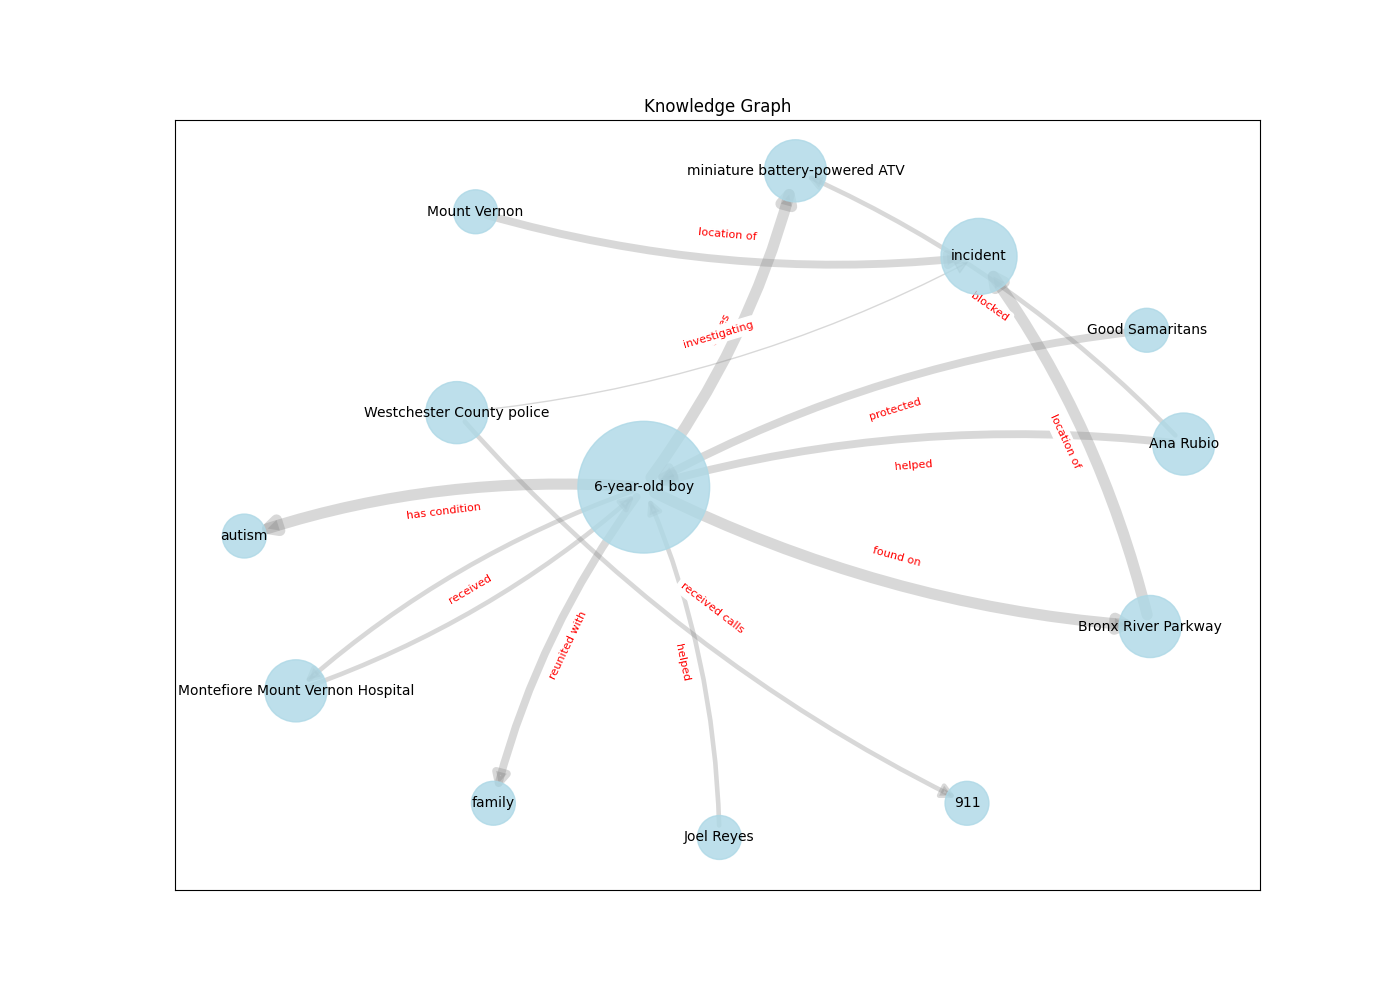 Knowledge Graph
miniature battery-powered ATV
Mount Vernon
location of
incident
blocked
Good Samaritans
investigating
Westchester County police
protected
location of
Ana Rubio
helped
6-year-old boy
has condition
autism
found on
received
received calls
Bronx River Parkway
reunited with
helped
Montefiore Mount Vernon Hospital
family
911
Joel Reyes